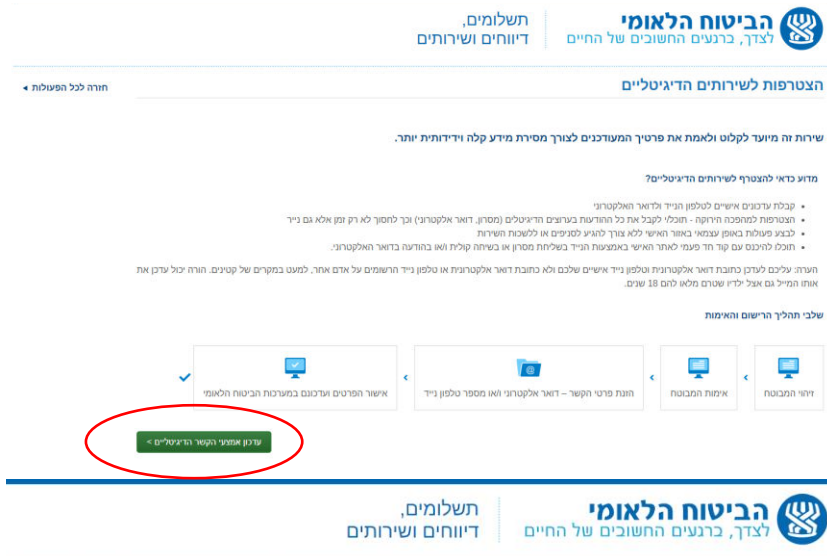 הביטוח הלאומי
לצדך, ברגעים החשובים של החיים
תשלומים,
דיווחים ושירותים
הצטרפות לשירותים הדיגיטליים
חזרה לכל הפעולות ◂
שירות זה מיועד לקלוט ולאמת את פרטיך המעודכנים לצורך מסירת מידע קלה וידידותית יותר.
מדוע כדאי להצטרף לשירותים הדיגיטליים?
• קבלת עדכונים אישיים לטלפון הנייד ולדואר האלקטרוני
• הצטרפות למהפכה הירוקה - תוכלי/ לקבל את כל ההודעות בערוצים הדיגיטלים (מסרון, דואר אלקטרוני) וכך לחסוך לא רק זמן אלא גם נייר
• לבצע פעולות באופן עצמאי באזור האישי ללא צורך להגיע לסניפים או ללשכות השירות
• תוכלו להיכנס עם קוד חד פעמי לאתר האישי באמצעות הנייד בשליחת מסרון או בשיחה קולית ו/או בהודעה בדואר האלקטרוני.
הערה: עליכם לעדכן כתובת דואר אלקטרונית וטלפון נייד אישיים שלכם ולא כתובת דואר אלקטרונית או טלפון נייד הרשומים על אדם אחר, למעט במקרים של קטינים. הורה יכול עדכן את
אותו המייל גם אצל ילדיו שטרם מלאו להם 18 שנים.
שלבי תהליך הרישום והאימות
זיהוי המבוטח
אימות המבוטח
הזנת פרטי הקשר – דואר אלקטרוני ו/או מספר טלפון נייד
אישור הפרטים ועדכונם במערכות הביטוח הלאומי
עדכון אמצעי הקשר הדיגיטליים >
הביטוח הלאומי
לצדך, ברגעים החשובים של החיים
תשלומים,
דיווחים ושירותים